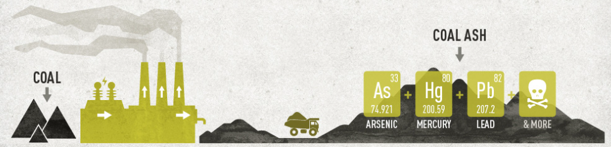 COAL
COAL ASH
33
As
74.921
ARSENIC
+
80
Hg
200.59
MERCURY
+
82
Pb
207.2
LEAD
+
& MORE